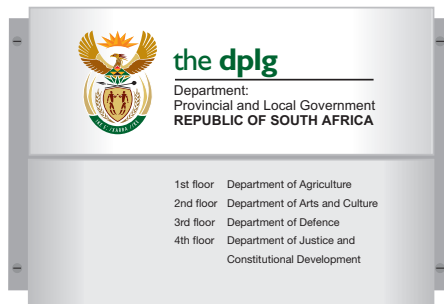 the dplg
Department:
Provincial and Local Government
REPUBLIC OF SOUTH AFRICA
1st floor Department of Agriculture
2nd floor Department of Arts and Culture
3rd floor Department of Defence
4th floor Department of Justice and
Constitutional Development